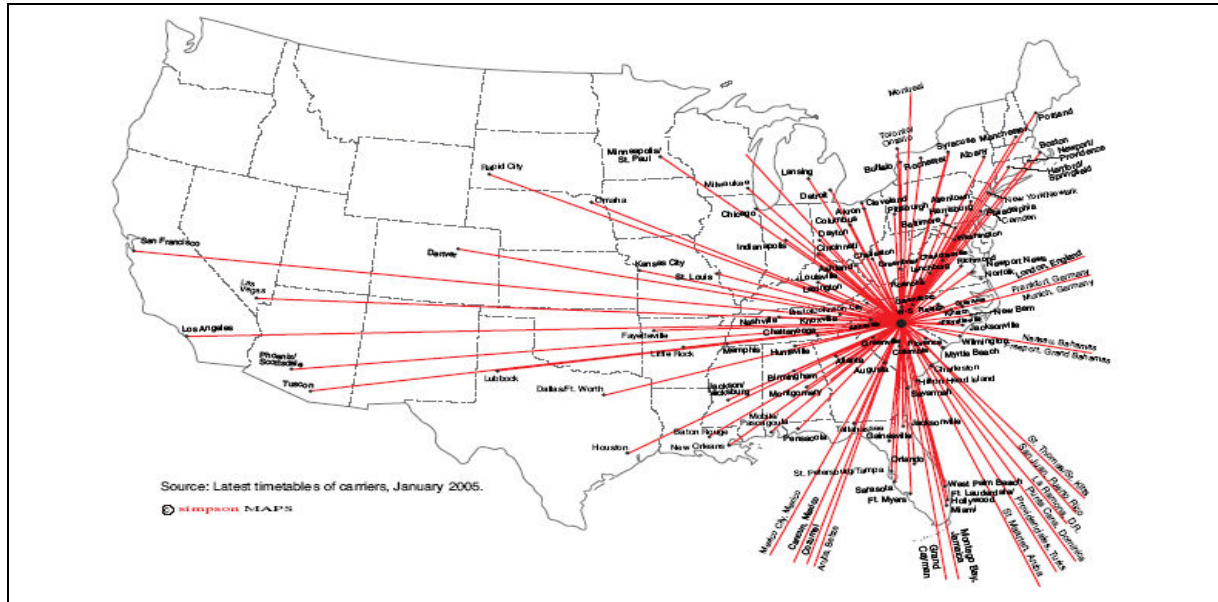 Montreal
Toronto/
Ontario
Portland
Syracuse
Manchester
Boston
Newport/
Providence
Hartford/
Springfield
Buffalo
Rochester
Albany
Minneapolis/
St. Paul
Rapid City
Lansing
Milwaukee
Detroit
Cleveland
Akron
Pittsburgh
Harrisburg
New York/Newark
Philadelphia
Camden
Omaha
Chicago
Columbus
Dayton
Baltimore
Washington
San Francisco
Denver
Indianapolis
Cincinnati
Charleston
Greenbrier
Richmond
Newport News
London, England
Kansas City
St. Louis
Ashland
Louisville
Lexington
Lynchburg
Roanoke
Norfolk
Frankfurt, Germany
Munich, Germany
Las
Vegas
Nashville
Knoxville
New Bern
Jacksonville
Los Angeles
Fayetteville
Chattanooga
Wilmington
Nassau, Bahamas
Freeport, Grand Bahamas
Little Rock
Memphis
Huntsville
Greenville
Florence
Columbia
Myrtle Beach
Phoenix/
Scottsdale
Tuscon
Lubbock
Dallas/Ft. Worth
Atlanta
Augusta
Charleston
Birmingham
Hilton Head Island
Jackson/
Vicksburg
Montgomery
Savannah
Mobile/
Pascagoula
Tallahassee
Jacksonville
Baton Rouge
New Orleans
Pensacola
Gainesville
Houston
Orlando
St. Petersburg/Tampa
Sarasota
Ft. Myers
West Palm Beach
Ft. Lauderdale/
Hollywood
Miami
St. Thomas/St. Kitts
San Juan, Puerto Rico
La Romana, D.R.
Punta Cana, Dominica
Providenciales, Turks
St. Maarten, Aruba
Mexico City, Mexico
Cancun, Mexico
Cozumel
Grand
Cayman
Montego Bay,
Jamaica
Source: Latest timetables of carriers, January 2005.
© simpson MAPS